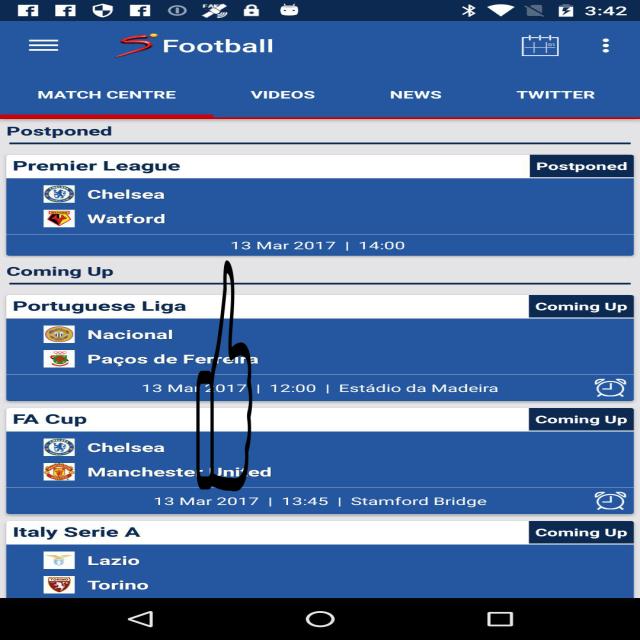 3:42
Football
MATCH CENTRE VIDEOS NEWS TWITTER
Postponed
Premier League Postponed
Chelsea
Watford
13 Mar 2017 | 14:00
Coming Up
Portuguese Liga Coming Up
Nacional
Paços de Ferreira
13 Mar 2017 | 12:00 | Estádio da Madeira
FA Cup Coming Up
Chelsea
Manchester United
13 Mar 2017 | 13:45 | Stamford Bridge
Italy Serie A Coming Up
Lazio
Torino